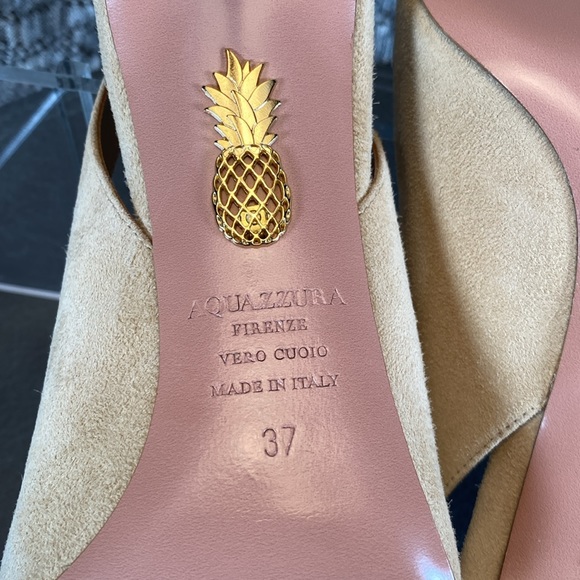 AQUAZZURA
FIRENZE
VERO CUOIO
MADE IN ITALY
37